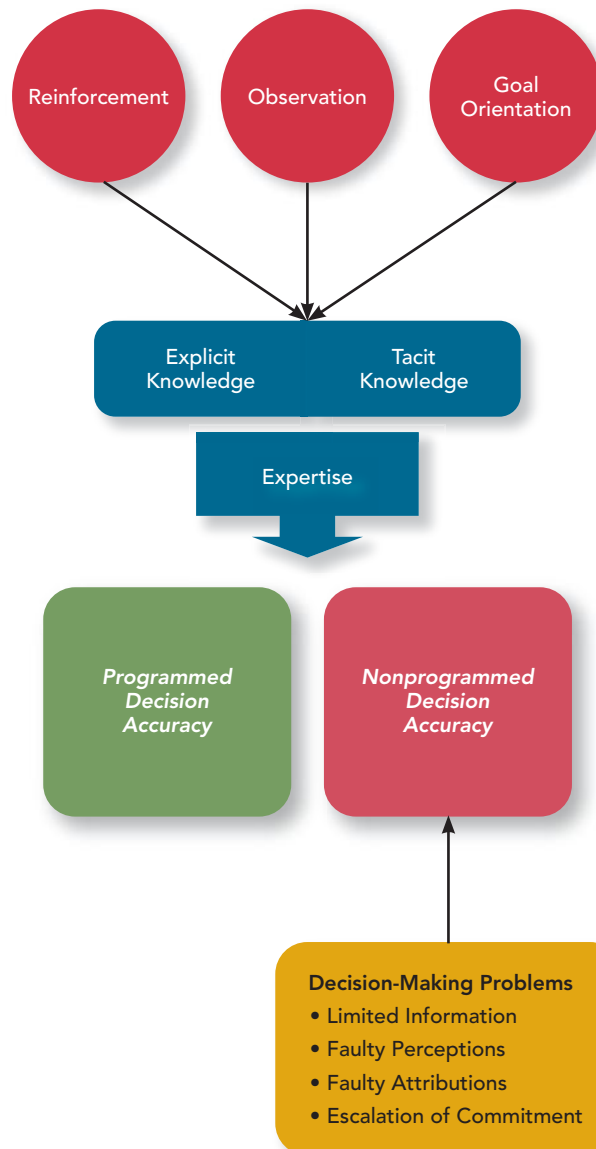 Reinforcement
Observation
Goal
Orientation
Explicit
Knowledge
Tacit
Knowledge
Expertise
Programmed
Decision
Accuracy
Nonprogrammed
Decision
Accuracy
Decision-Making Problems
• Limited Information
• Faulty Perceptions
• Faulty Attributions
• Escalation of Commitment